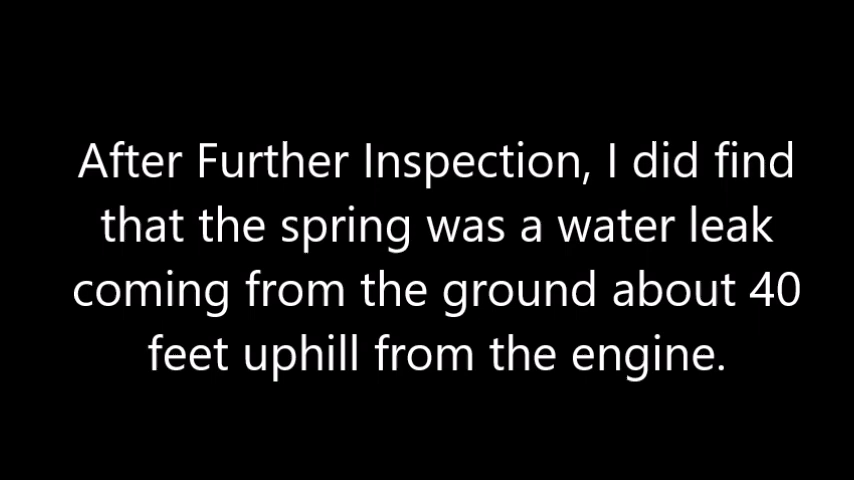 After Further Inspection, I did find
that the spring was a water leak
coming from the ground about 40
feet uphill from the engine.